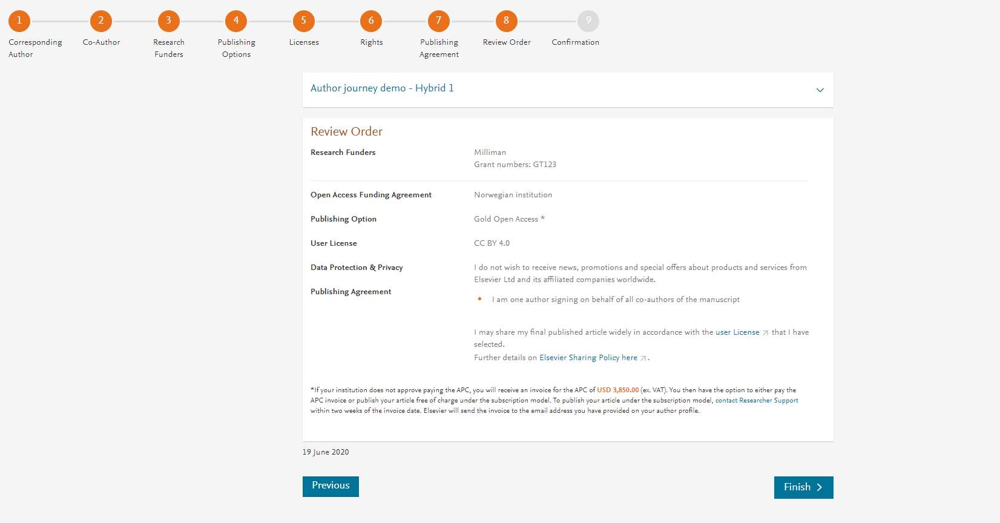 1 2 3 4 5 6 7 8 9
Corresponding Author
Co-Author
Research Funders
Publishing Options
Licenses
Rights
Publishing Agreement
Review Order
Confirmation
Author journey demo - Hybrid 1
Review Order
Research Funders
Milliman
Grant numbers: GT123
Open Access Funding Agreement
Norwegian institution
Publishing Option
Gold Open Access *
User License
CC BY 4.0
Data Protection & Privacy
I do not wish to receive news, promotions and special offers about products and services from
Elsevier Ltd and its affiliated companies worldwide.
Publishing Agreement
• I am one author signing on behalf of all co-authors of the manuscript
I may share my final published article widely in accordance with the user License that I have
selected.
Further details on Elsevier Sharing Policy here .
*If your institution does not approve paying the APC, you will receive an invoice for the APC of USD 3,850.00 (ex. VAT). You then have the option to either pay the
APC invoice or publish your article free of charge under the subscription model. To publish your article under the subscription model, contact Researcher Support
within two weeks of the invoice date. Elsevier will send the invoice to the email address you have provided on your author profile.
19 June 2020
Previous
Finish